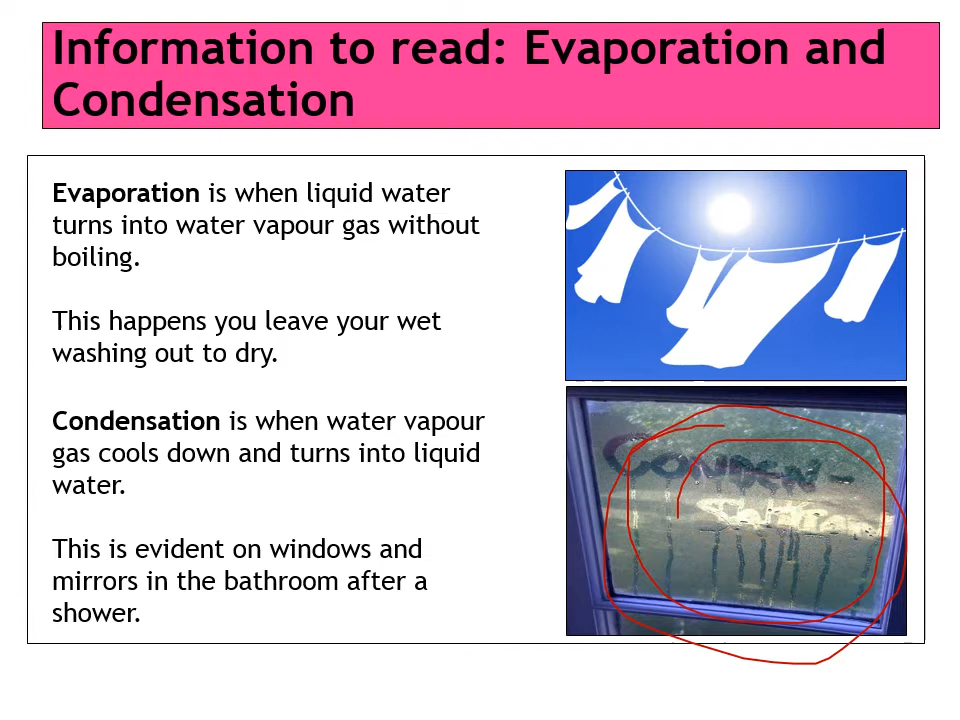 Information to read: Evaporation and
Condensation
Evaporation is when liquid water
turns into water vapour gas without
boiling.
This happens you leave your wet
washing out to dry.
Condensation is when water vapour
gas cools down and turns into liquid
water.
This is evident on windows and
mirrors in the bathroom after a
shower.
CONDEN-
Sation